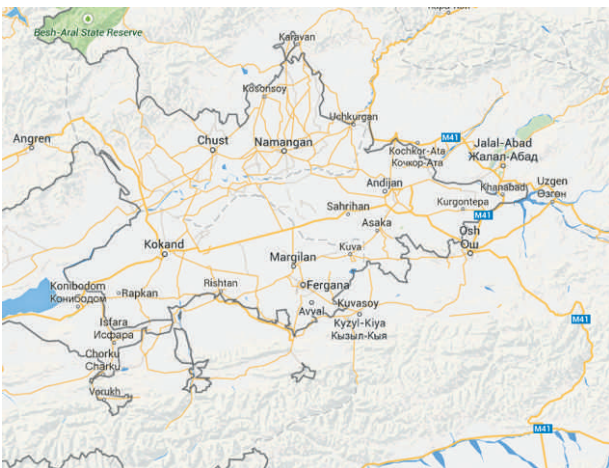 Besh-Aral State Reserve
Karavan
Kosonsoy
Uchkurgan
Angren
Chust
Namangan
M41
Kochkor-Ata
Кочкор-Ата
Jalal-Abad
Жалал-Абад
Andijan
Khanabad
Uzgen
Өзгөн
Sahrihan
Kurgontepa
M41
Asaka
Osh
Ош
Kokand
Margilan
Kuva
Konibodom
Конибодом
Rapkan
Rishtan
Fergana
Avval
Kuvasoy
Kyzyl-Kiya
Кызыл-Кыя
Isfara
Исфара
M41
Chorku
Charku
Vorukh
M41